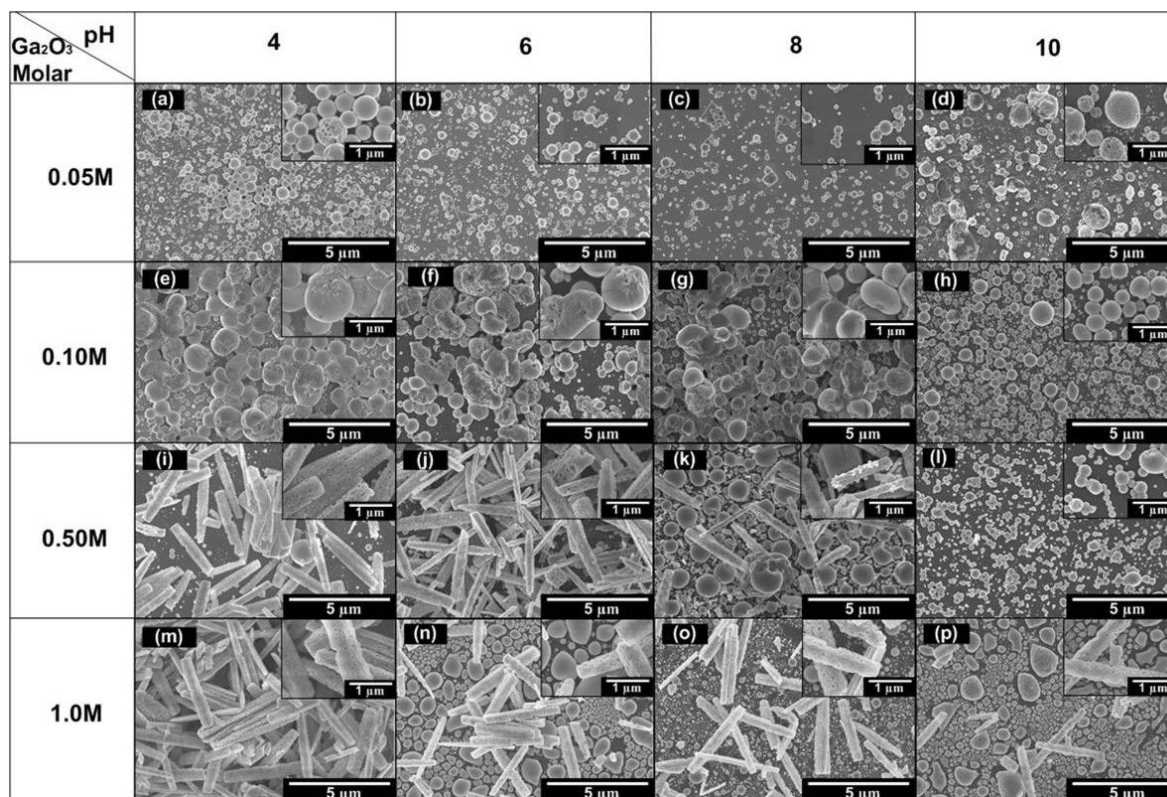 pH
Ga₂O₃
Molar
4
6
8
10
0.05M
(a)
1 µm
5 µm
(b)
1 µm
5 µm
(c)
1 µm
5 µm
(d)
1 µm
5 µm
0.10M
(e)
1 µm
5 µm
(f)
1 µm
5 µm
(g)
1 µm
5 µm
(h)
1 µm
5 µm
0.50M
(i)
1 µm
5 µm
(j)
1 µm
5 µm
(k)
1 µm
5 µm
(l)
1 µm
5 µm
1.0M
(m)
1 µm
5 µm
(n)
1 µm
5 µm
(o)
1 µm
5 µm
(p)
1 µm
5 µm